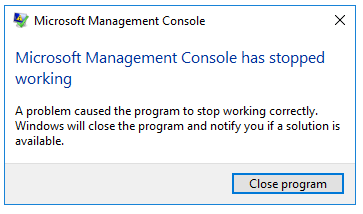 Microsoft Management Console
Microsoft Management Console has stopped
working
A problem caused the program to stop working correctly.
Windows will close the program and notify you if a solution is
available.
Close program